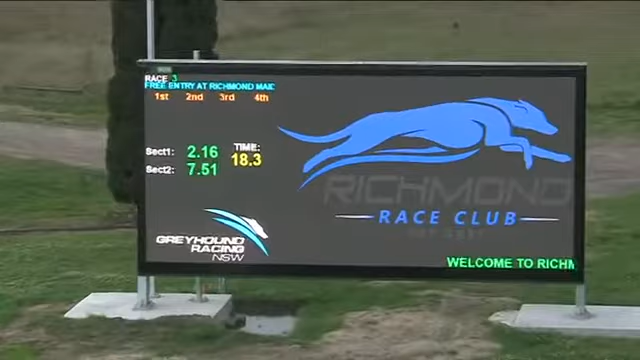 RACE 3
FREE ENTRY AT RICHMOND MAID
1st 2nd 3rd 4th
Sect1: 2.16 TIME:
Sect2: 7.51 18.3
RICHMOND
RACE CLUB
GREYHOUND
RACING
NSW
WELCOME TO RICHM